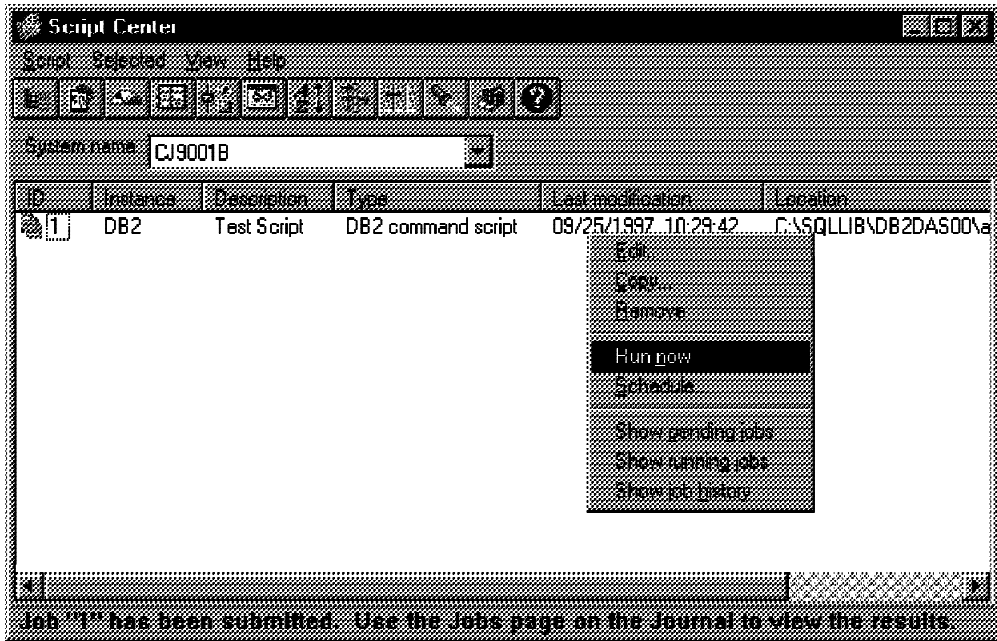 Script Center
Script Selected View Help
System name CJ9001B
ID Instance Description Type Last modification Location
1 DB2 Test Script DB2 command script 09/25/1997 10:29:42 C:\SQLLIB\DB2DAS00\a
Edit...
Copy...
Remove
Run now
Schedule...
Show pending jobs
Show running jobs
Show job history
Job "1" has been submitted. Use the Jobs page on the Journal to view the results.